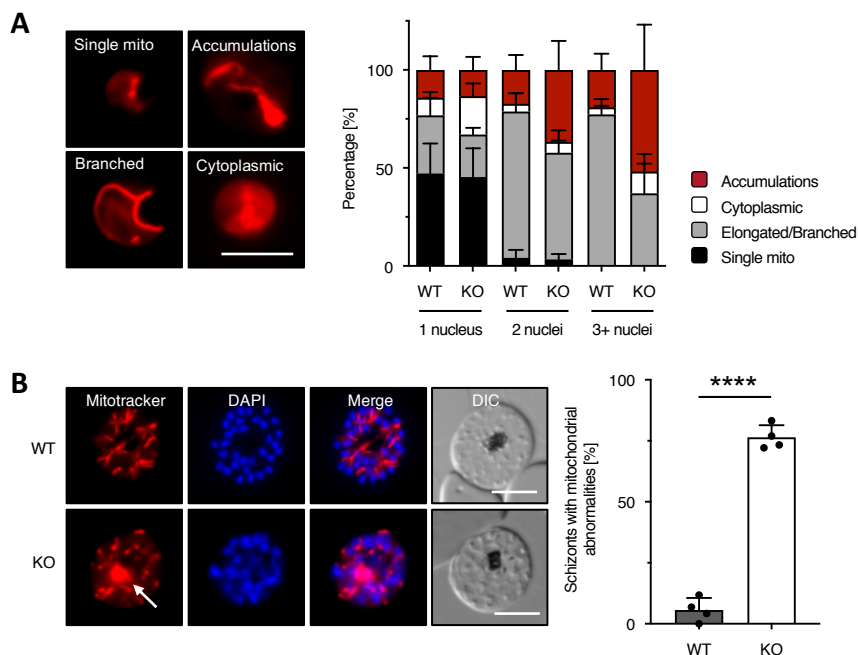 A
Single mito
Accumulations
Branched
Cytoplasmic
Percentage [%]
100
50
0
WT KO WT KO WT KO
1 nucleus 2 nuclei 3+ nuclei
Accumulations
Cytoplasmic
Elongated/Branched
Single mito
B
Mitotracker DAPI Merge DIC
WT
KO
Schizonts with mitochondrial
abnormalities [%]
100
50
0
****
WT KO